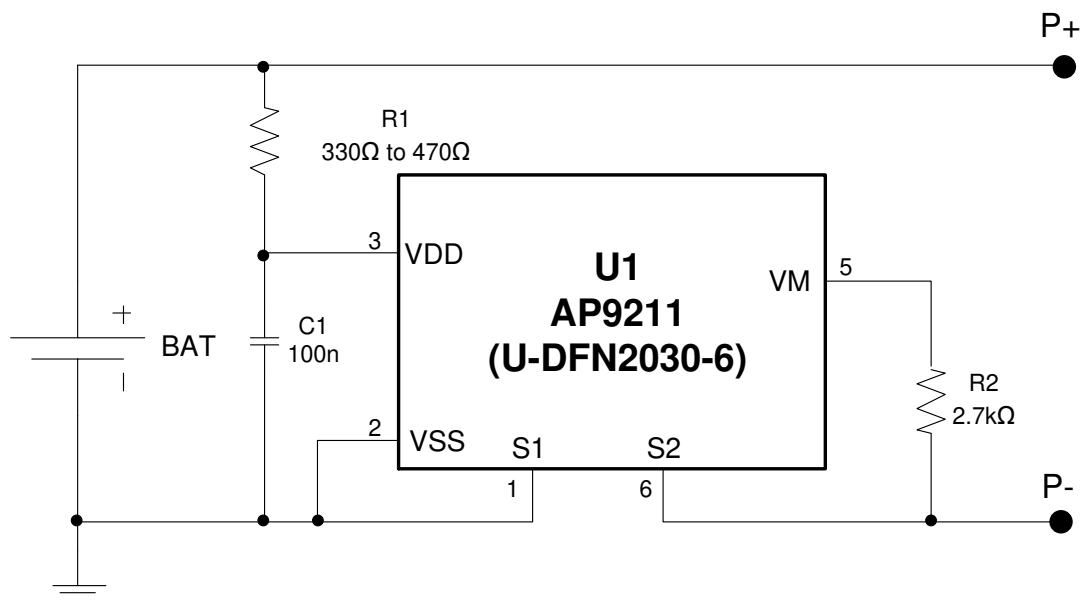 P+
R1
330Ω to 470Ω
3
VDD
U1
AP9211
(U-DFN2030-6)
VM
5
+
BAT
C1
100n
R2
2.7kΩ
2
VSS
S1
S2
1
6
P-